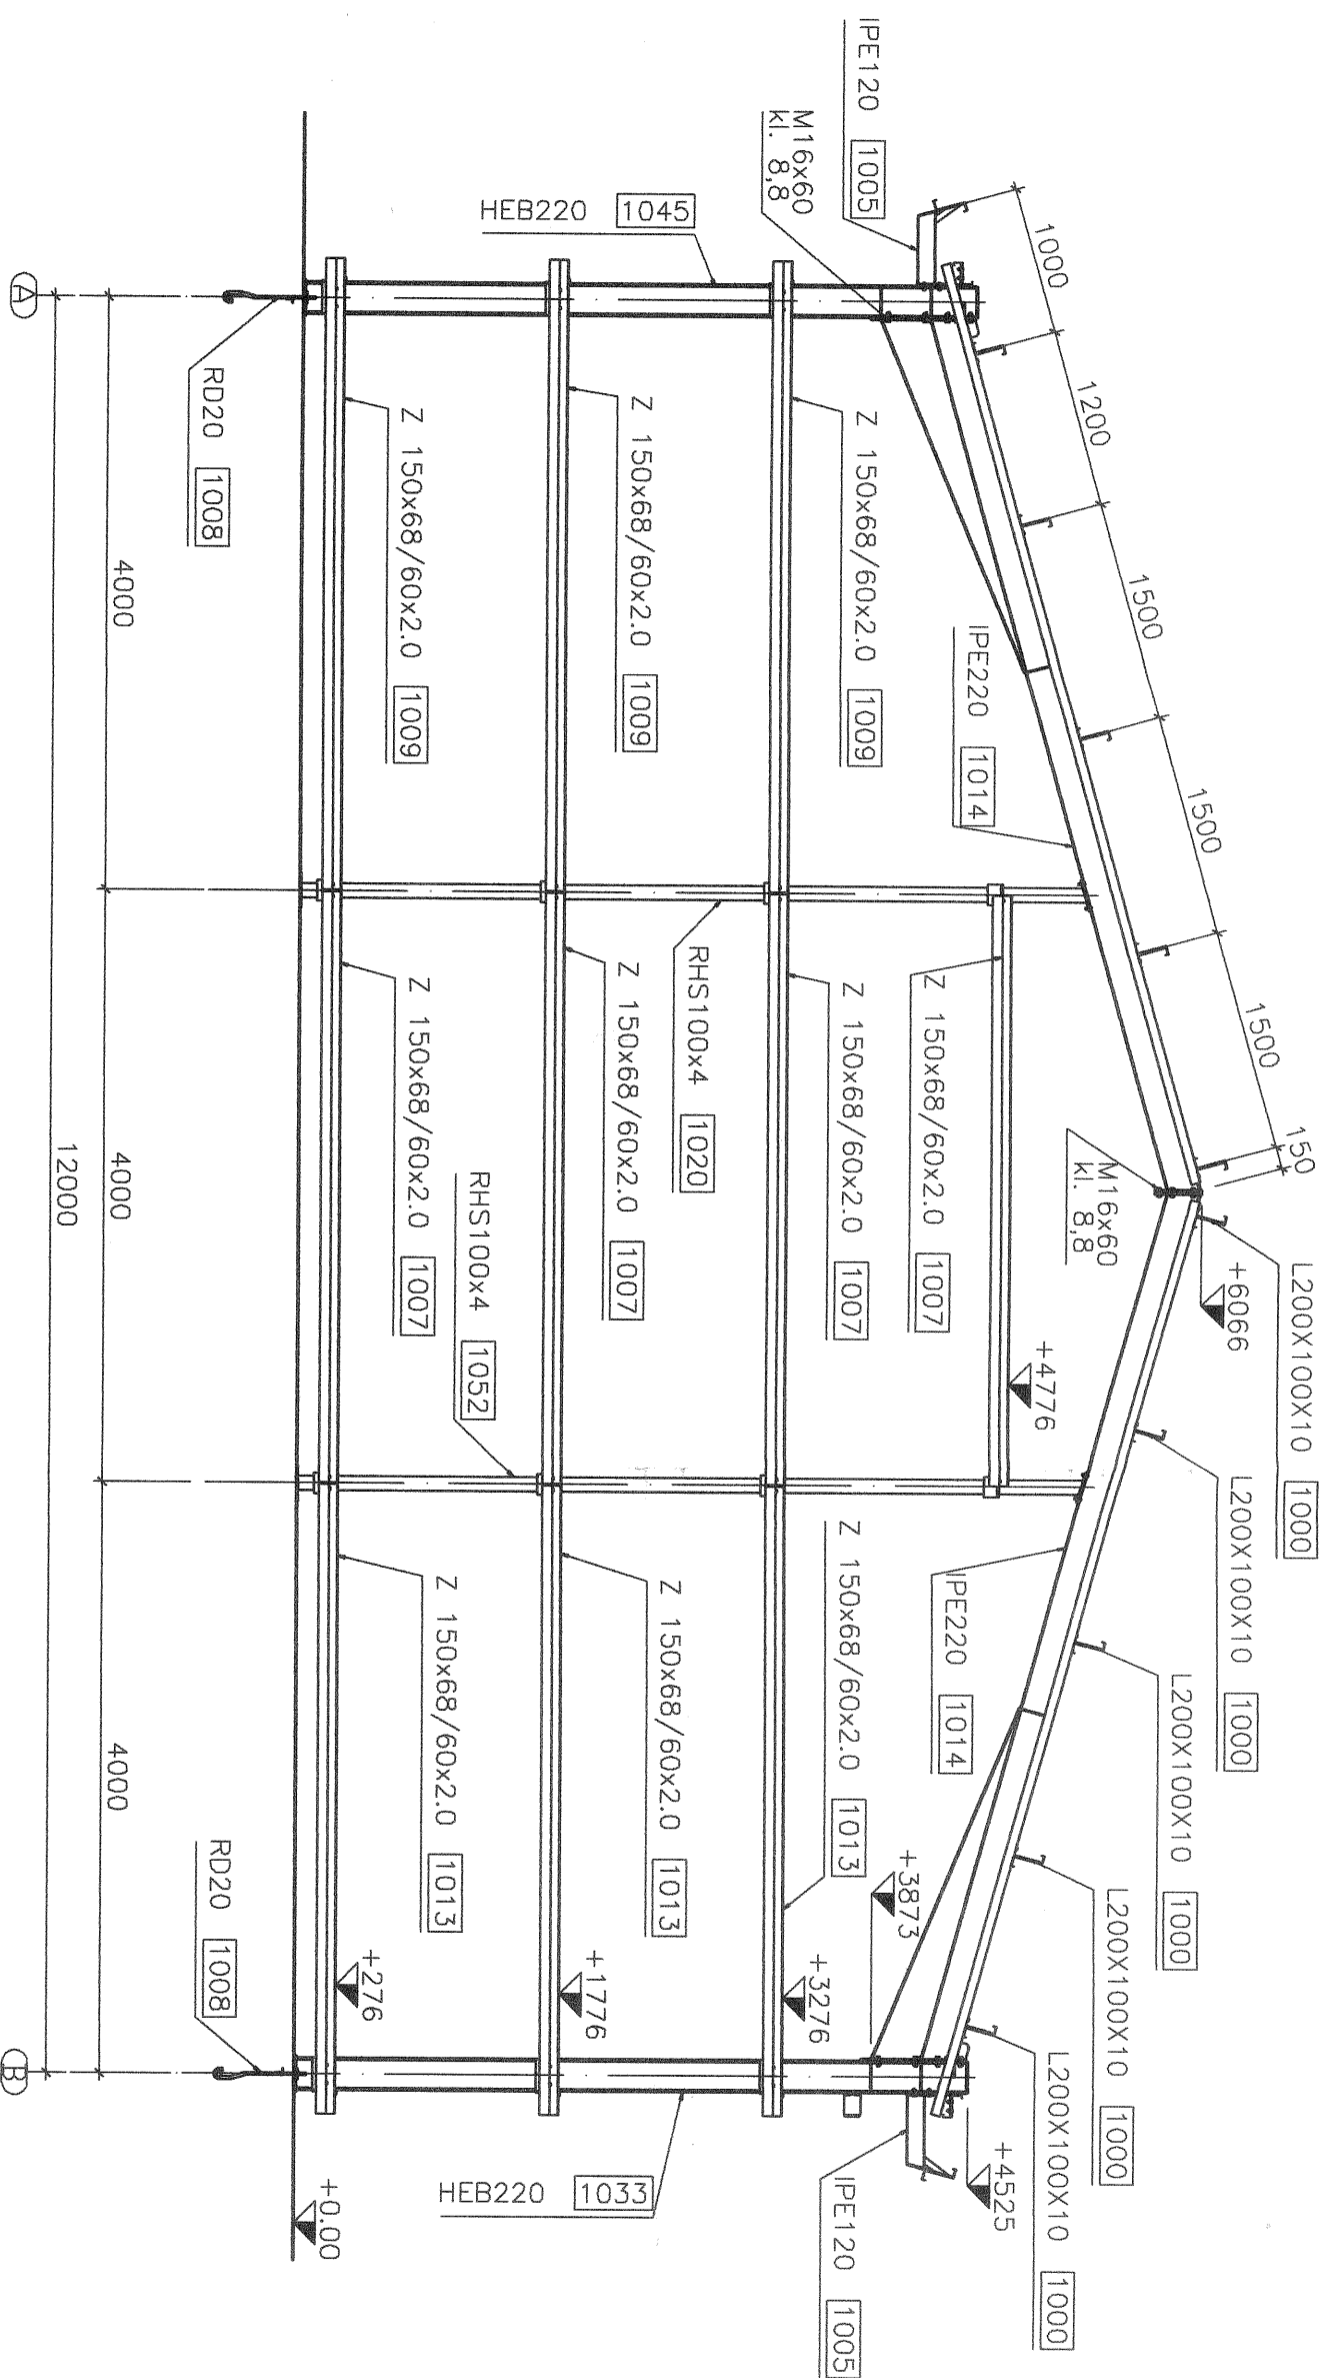 1000
1200
1500
1500
1500
150
L200X100X10 1000
L200X100X10 1000
L200X100X10 1000
L200X100X10 1000
L200X100X10 1000
+6066
M16x60
kl. 8,8
IPE120 1005
M16x60
kl. 8,8
IPE220 1014
+4776
IPE220 1014
+4525
IPE120 1005
+3873
Z 150x68/60x2.0 1007
Z 150x68/60x2.0 1009
Z 150x68/60x2.0 1007
Z 150x68/60x2.0 1013
+3276
HEB220 1045
RHS100x4 1020
Z 150x68/60x2.0 1009
Z 150x68/60x2.0 1007
Z 150x68/60x2.0 1013
+1776
RHS100x4 1052
HEB220 1033
Z 150x68/60x2.0 1009
Z 150x68/60x2.0 1007
Z 150x68/60x2.0 1013
+276
+0.00
RD20 1008
RD20 1008
4000
4000
4000
12000
A
B